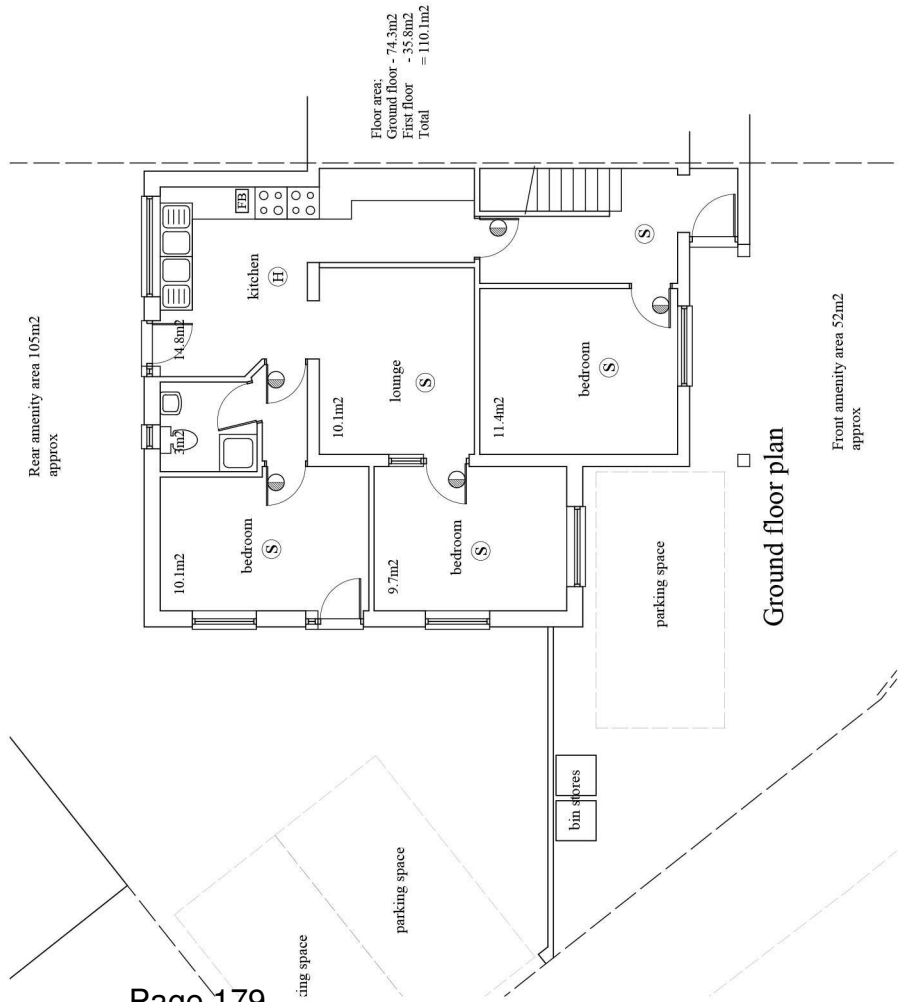 Rear amenity area 105m2
approx
Floor area;
Ground floor - 74.3m2
First floor - 35.8m2
Total = 110.1m2
FB
kitchen
H
14.8m2
3m2
10.1m2
bedroom
S
10.1m2
lounge
S
9.7m2
bedroom
S
11.4m2
bedroom
S
S
parking space
Ground floor plan
Front amenity area 52m2
approx
bin stores
parking space
ing space
Page 179